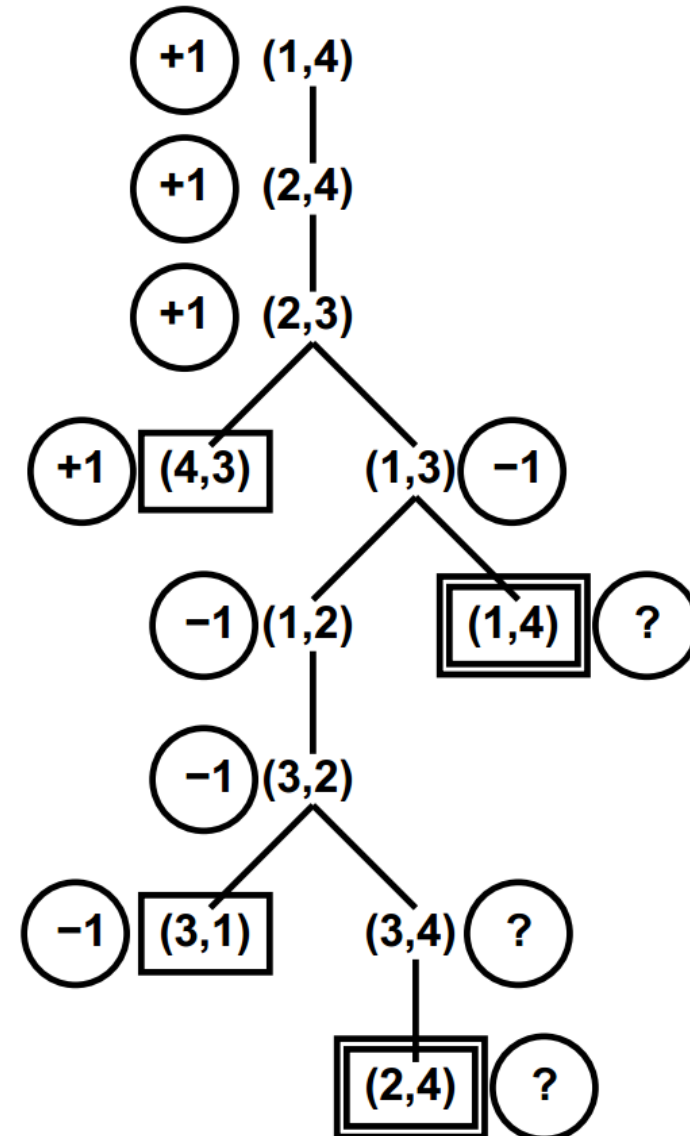 +1 (1,4)
+1 (2,4)
+1 (2,3)
+1 (4,3) (1,3) −1
−1 (1,2) (1,4) ?
−1 (3,2)
−1 (3,1) (3,4) ?
(2,4) ?